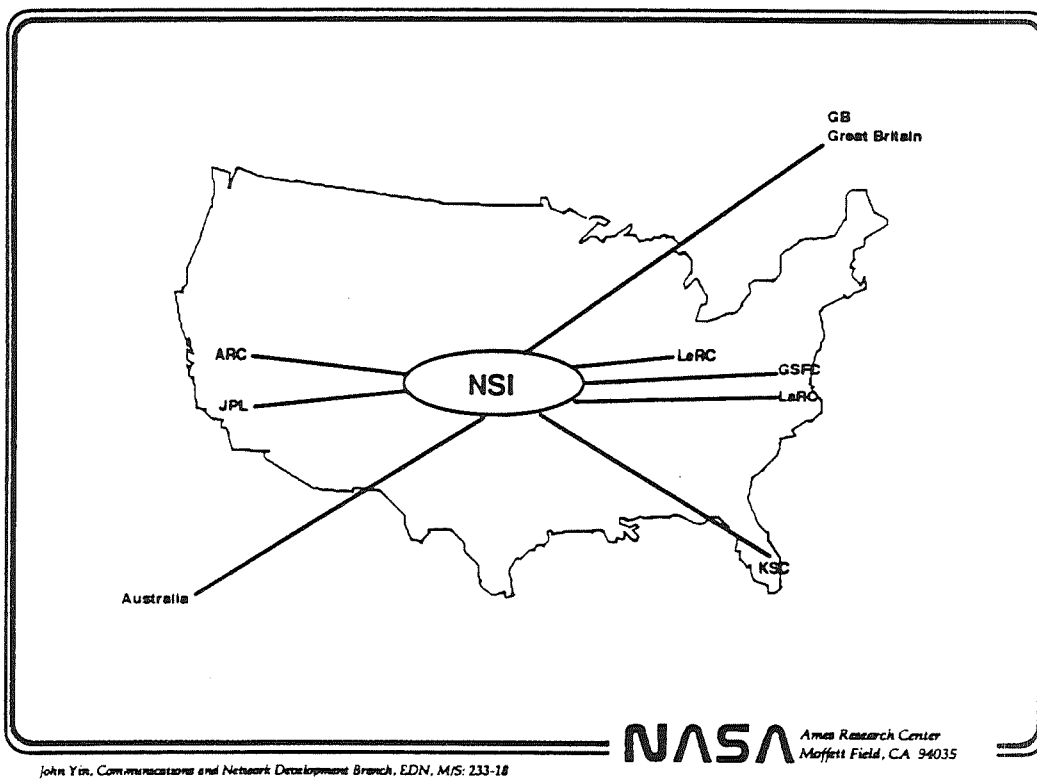 GB
Great Britain
ARC
LeRC
GSFC
NSI
JPL
LaRC
KSC
Australia
NASA
Ames Research Center
Moffett Field, CA 94035
John Yin, Communications and Network Development Branch, EDN, M/S: 233-18